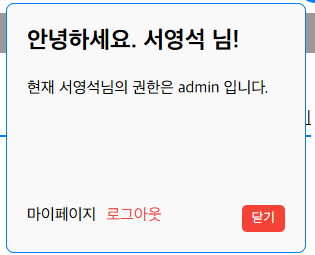 안녕하세요. 서영석 님!
현재 서영석님의 권한은 admin 입니다.
마이페이지 로그아웃
닫기